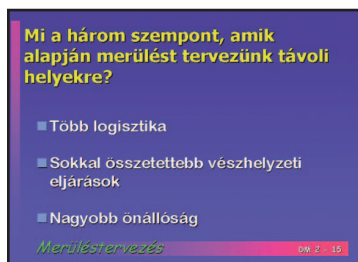 Mi a három szempont, amik
alapján merülést tervezünk távoli
helyekre?
Több logisztika
Sokkal összetettebb vészhelyzeti
eljárások
Nagyobb önállóság
Merüléstervezés
DM 2 - 15